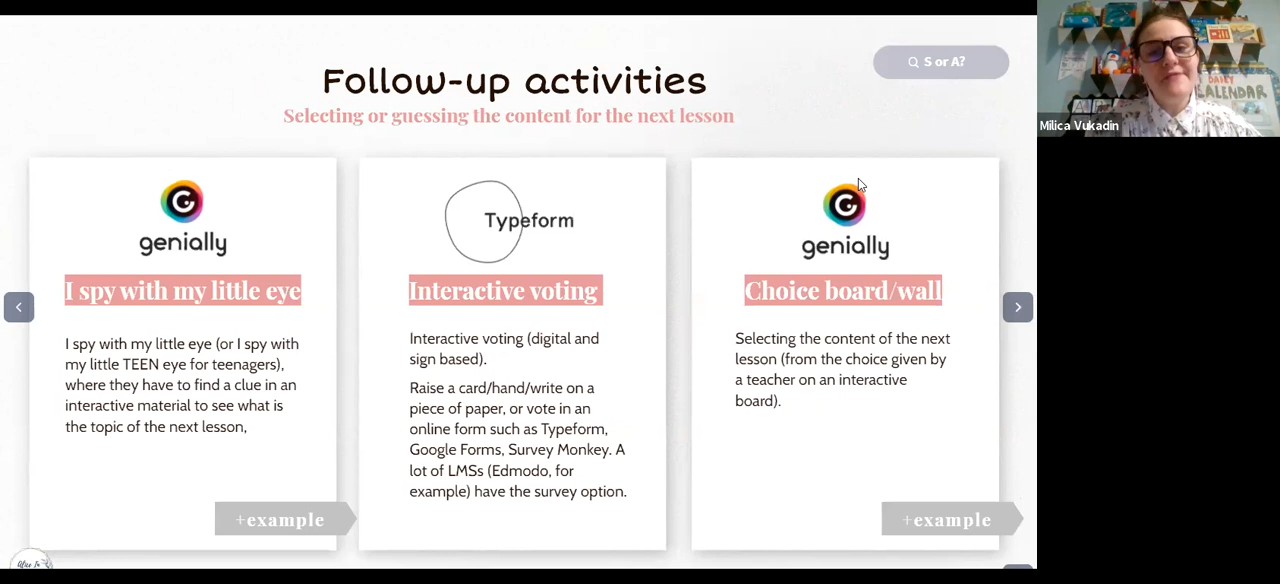 S or A?
Follow-up activities
Selecting or guessing the content for the next lesson
genially
I spy with my little eye
I spy with my little eye (or I spy with
my little TEEN eye for teenagers),
where they have to find a clue in an
interactive material to see what is
the topic of the next lesson,
+example
Typeform
Interactive voting
Interactive voting (digital and
sign based).
Raise a card/hand/write on a
piece of paper, or vote in an
online form such as Typeform,
Google Forms, Survey Monkey. A
lot of LMSs (Edmodo, for
example) have the survey option.
genially
Choice board/wall
Selecting the content of the next
lesson (from the choice given by
a teacher on an interactive
board).
+example
Alice In
DAILY
CALENDAR
Milica Vukadin